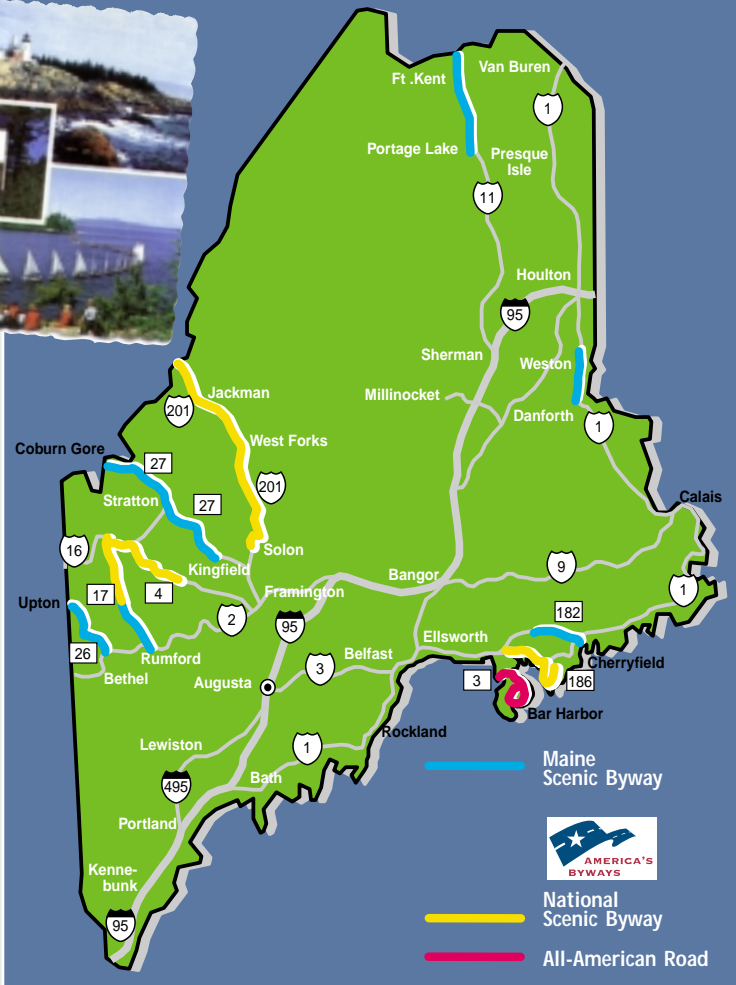 Ft .Kent
Van Buren
1
Portage Lake
Presque
Isle
11
Houlton
95
Sherman
Weston
Millinocket
Danforth
1
Jackman
201
West Forks
Coburn Gore
27
201
Stratton
27
Calais
Solon
16
Kingfield
9
Bangor
17
4
Framington
1
Upton
2
95
182
26
Rumford
Ellsworth
Bethel
3
Belfast
Cherryfield
Augusta
3
186
Bar Harbor
Rockland
Lewiston
1
495
Bath
Portland
Kenne-
bunk
95
Maine
Scenic Byway
AMERICA'S
BYWAYS
National
Scenic Byway
All-American Road